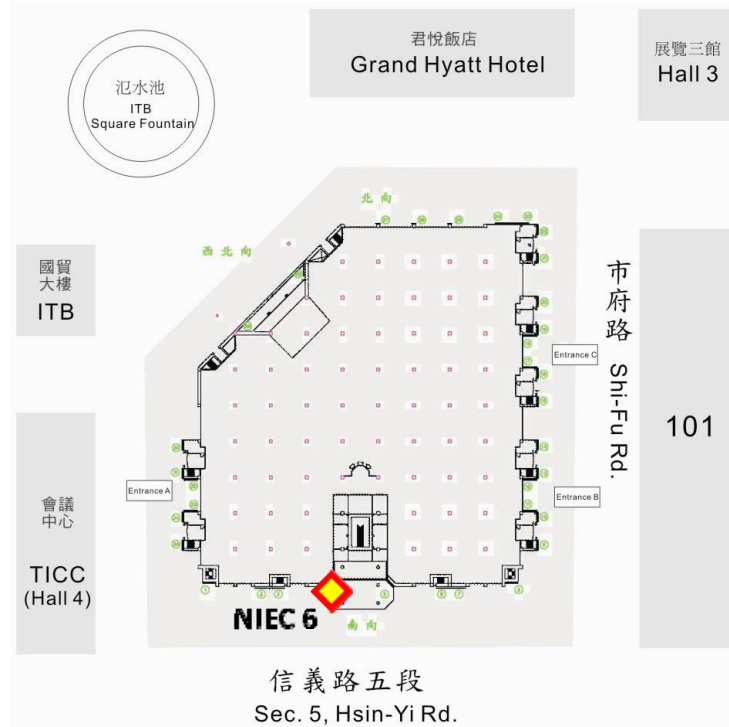 君悅飯店
Grand Hyatt Hotel
展覽三館
Hall 3
氾水池
ITB
Square Fountain
北向
西北向
國貿
大樓
ITB
市府路 Shi-Fu Rd.
Entrance C
101
Entrance A
Entrance B
會議
中心
TICC
(Hall 4)
NIEC 6
南向
信義路五段
Sec. 5, Hsin-Yi Rd.